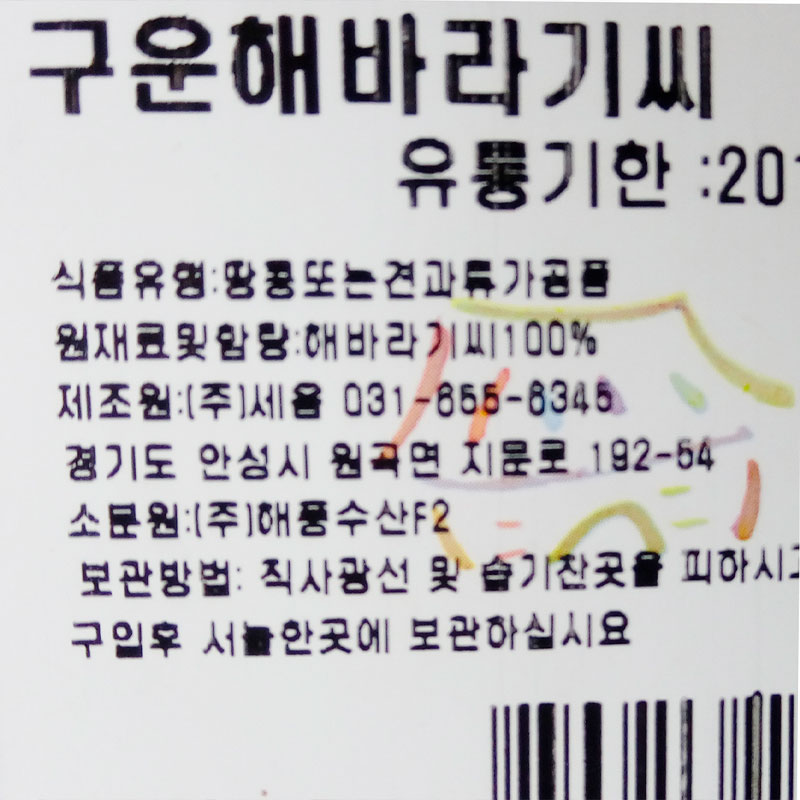 구운해바라기씨
유통기한 :201
식품유형:땅콩또는견과류가공품
원재료및함량:해바라기씨100%
제조원:(주)세움 031-655-6345
경기도 안성시 원곡면 지문로 192-54
소분원:(주)해풍수산F2
보관방법: 직사광선 및 습기찬곳을 피하시고
구입후 서늘한곳에 보관하십시요